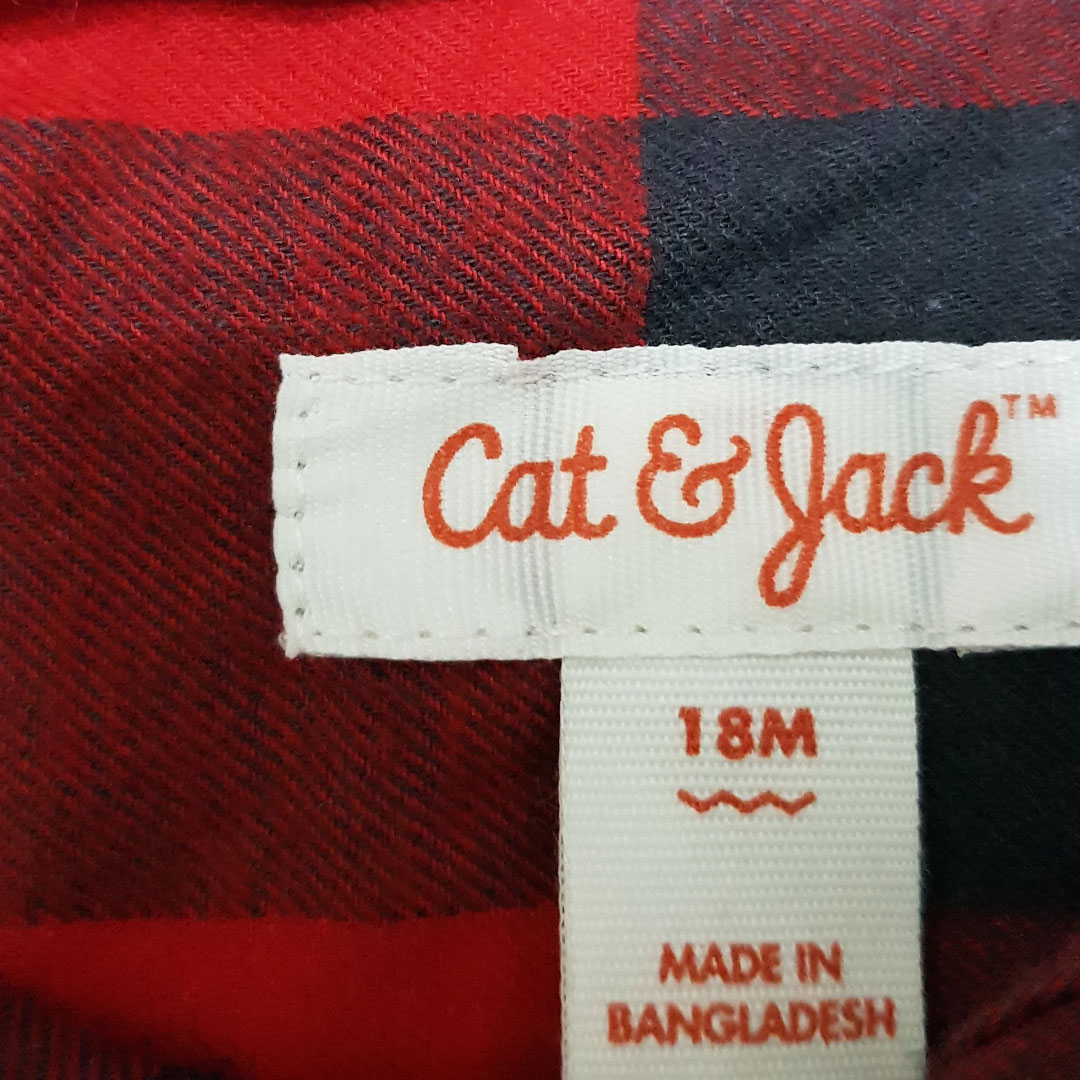 Cat & Jack™
18M
MADE IN
BANGLADESH